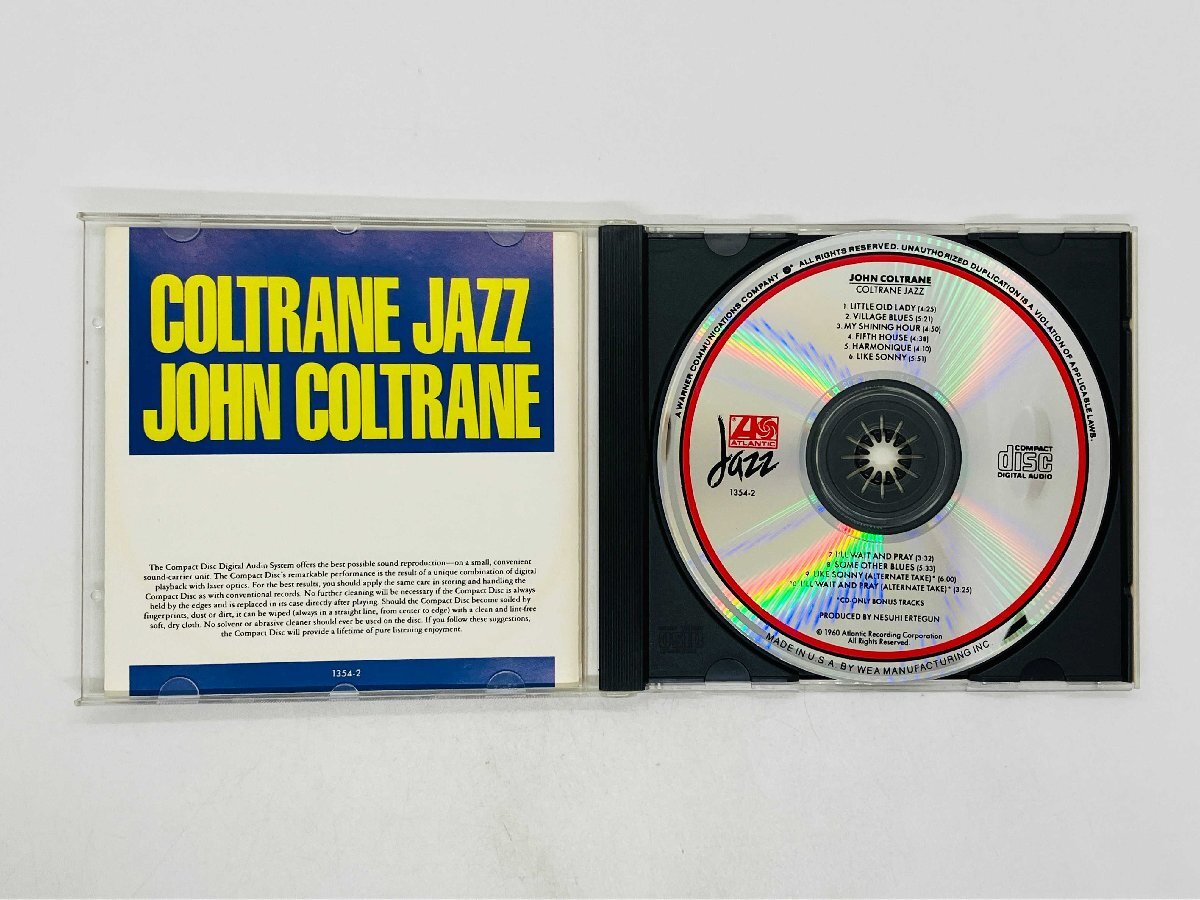 COLTRANE JAZZ
JOHN COLTRANE
The Compact Disc Digital Audio System offers the best possible sound reproduction—on a small, convenient
sound-carrier unit. The Compact Disc's remarkable performance is the result of a unique combination of digital
playback with laser optics. For the best results, you should apply the same care in storing and handling the
Compact Disc as with conventional records. No further cleaning will be necessary if the Compact Disc is always
held by the edges and is replaced in its case directly after playing. Should the Compact Disc become soiled by
fingerprints, dust or dirt, it can be wiped (always in a straight line, from center to edge) with a clean and lint-free
soft, dry cloth. No solvent or abrasive cleaner should ever be used on the disc. If you follow these suggestions,
the Compact Disc will provide a lifetime of pure listening enjoyment.
1354-2
A WARNER COMMUNICATIONS COMPANY ALL RIGHTS RESERVED. UNAUTHORIZED DUPLICATION IS A VIOLATION OF APPLICABLE LAWS.
JOHN COLTRANE
COLTRANE JAZZ
1. LITTLE OLD LADY (4:25)
2. VILLAGE BLUES (5:21)
3. MY SHINING HOUR (4:50)
4. FIFTH HOUSE (4:38)
5. HARMONIQUE (4:10)
6. LIKE SONNY (5:51)
ATLANTIC
Jazz
1354-2
COMPACT
disc
DIGITAL AUDIO
7. I'LL WAIT AND PRAY (3:32)
8. SOME OTHER BLUES (5:33)
9. LIKE SONNY (ALTERNATE TAKE)* (6:00)
10. I'LL WAIT AND PRAY (ALTERNATE TAKE)* (3:25)
*CD-ONLY BONUS TRACKS
PRODUCED BY NESUHI ERTEGUN
© 1960 Atlantic Recording Corporation
All Rights Reserved.
MADE IN U.S.A. BY WEA MANUFACTURING INC